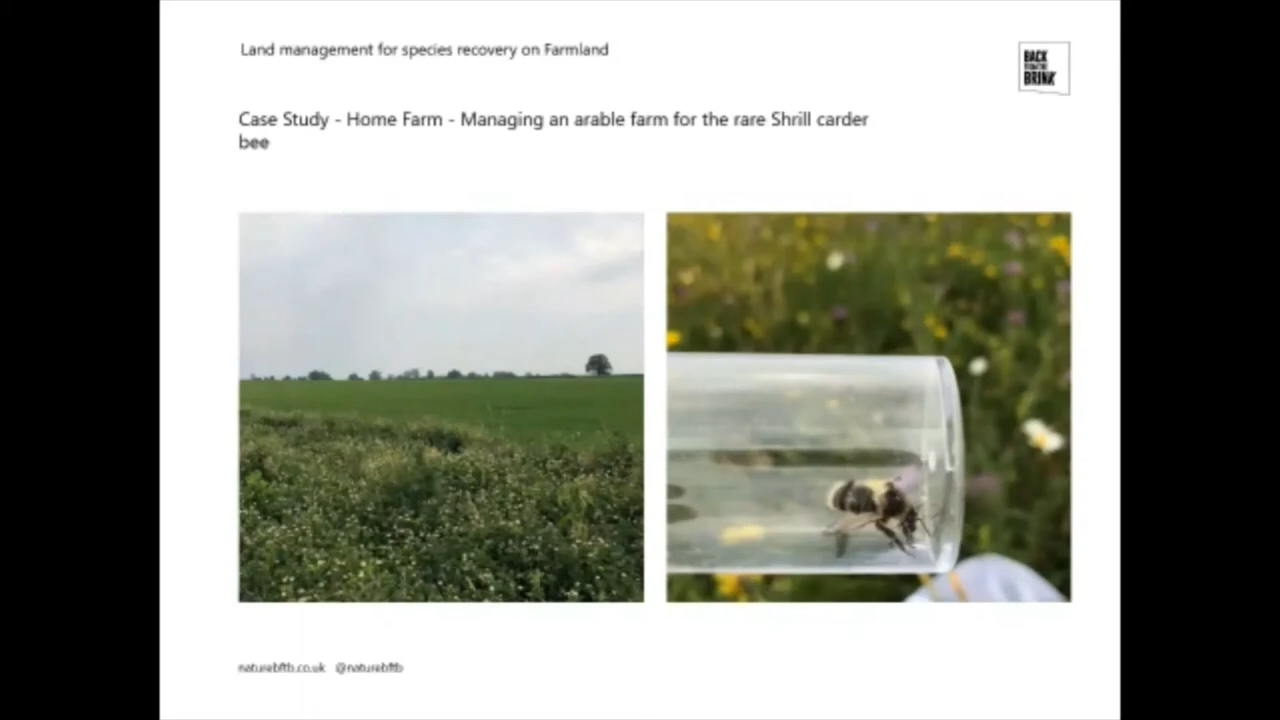 Land management for species recovery on Farmland
BACK
FROM THE
BRINK
Case Study - Home Farm - Managing an arable farm for the rare Shrill carder
bee
naturebftb.co.uk @naturebftb